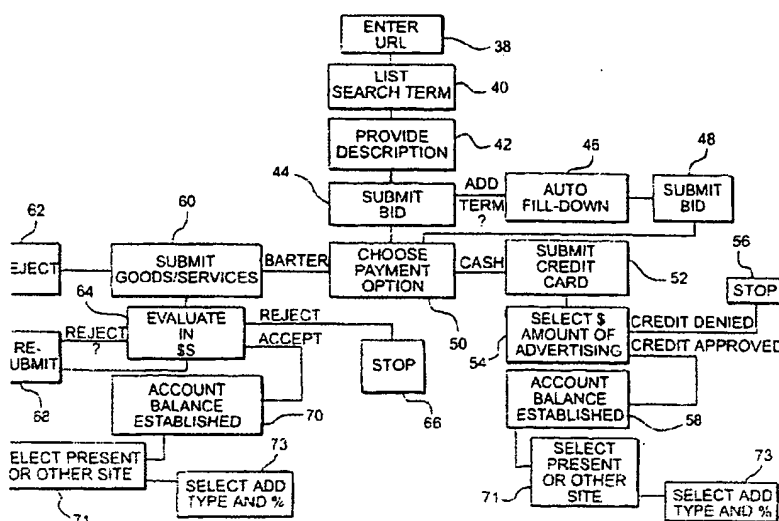 ENTER
URL
38
LIST
SEARCH TERM
40
PROVIDE
DESCRIPTION
42
44
SUBMIT
BID
ADD
TERM
?
46
AUTO
FILL-DOWN
48
SUBMIT
BID
62
EJECT
60
SUBMIT
GOODS/SERVICES
BARTER
CHOOSE
PAYMENT
OPTION
50
CASH
SUBMIT
CREDIT
CARD
52
56
STOP
64
EVALUATE
IN
$S
REJECT
ACCEPT
REJECT
?
RE-
SUBMIT
68
STOP
66
54
SELECT $
AMOUNT OF
ADVERTISING
CREDIT DENIED
CREDIT APPROVED
ACCOUNT
BALANCE
ESTABLISHED
70
ACCOUNT
BALANCE
ESTABLISHED
58
ELECT PRESENT
OR OTHER SITE
71
73
SELECT ADD
TYPE AND %
SELECT
PRESENT
OR OTHER
SITE
71
73
SELECT ADD
TYPE AND %